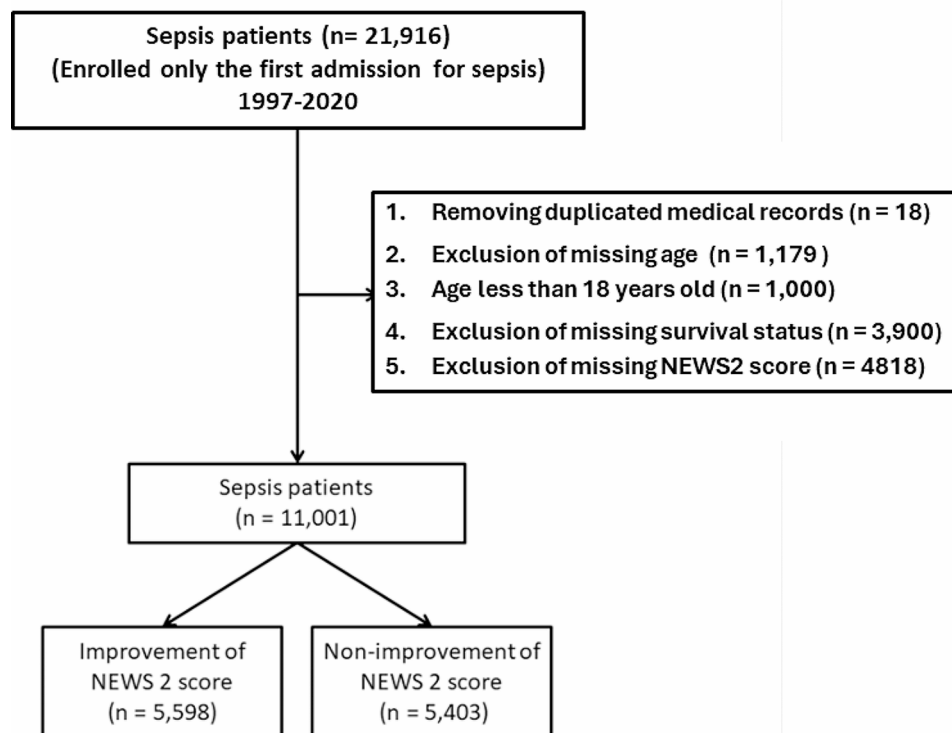 Sepsis patients (n= 21,916)
(Enrolled only the first admission for sepsis)
1997-2020
1. Removing duplicated medical records (n = 18)
2. Exclusion of missing age (n = 1,179 )
3. Age less than 18 years old (n = 1,000)
4. Exclusion of missing survival status (n = 3,900)
5. Exclusion of missing NEWS2 score (n = 4818)
Sepsis patients
(n = 11,001)
Improvement of
NEWS 2 score
(n = 5,598)
Non-improvement of
NEWS 2 score
(n = 5,403)